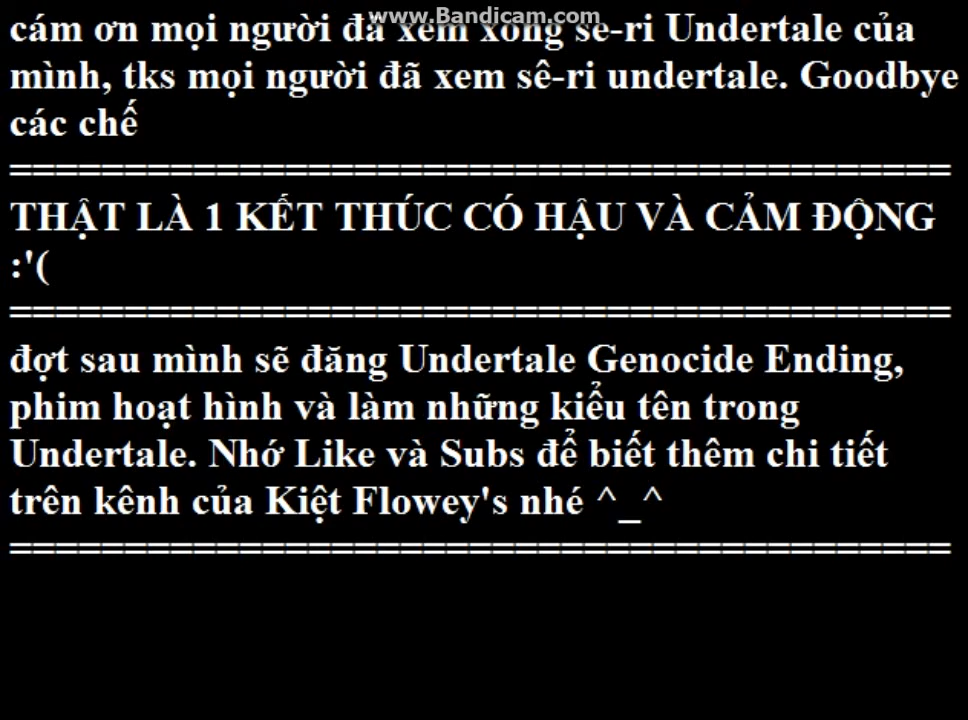 www.Bandicam.com
cám ơn mọi người đã xem xong sê-ri Undertale của
mình, tks mọi người đã xem sê-ri undertale. Goodbye
các chế
=========================================
THẬT LÀ 1 KẾT THÚC CÓ HẬU VÀ CẢM ĐỘNG
:'(
=========================================
đợt sau mình sẽ đăng Undertale Genocide Ending,
phim hoạt hình và làm những kiểu tên trong
Undertale. Nhớ Like và Subs để biết thêm chi tiết
trên kênh của Kiệt Flowey's nhé ^_^
=========================================